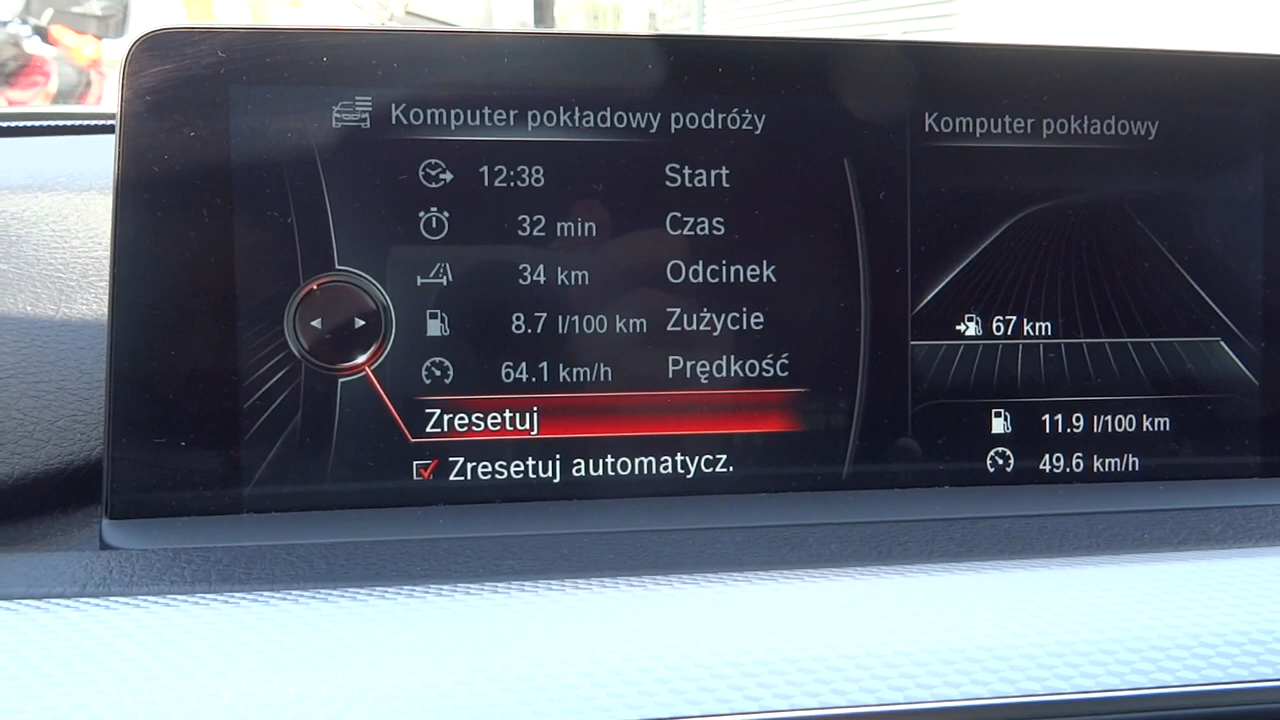 Komputer pokładowy podróży
12:38 Start
32 min Czas
34 km Odcinek
8.7 l/100 km Zużycie
64.1 km/h Prędkość
Zresetuj
Zresetuj automatycz.
Komputer pokładowy
67 km
11.9 l/100 km
49.6 km/h